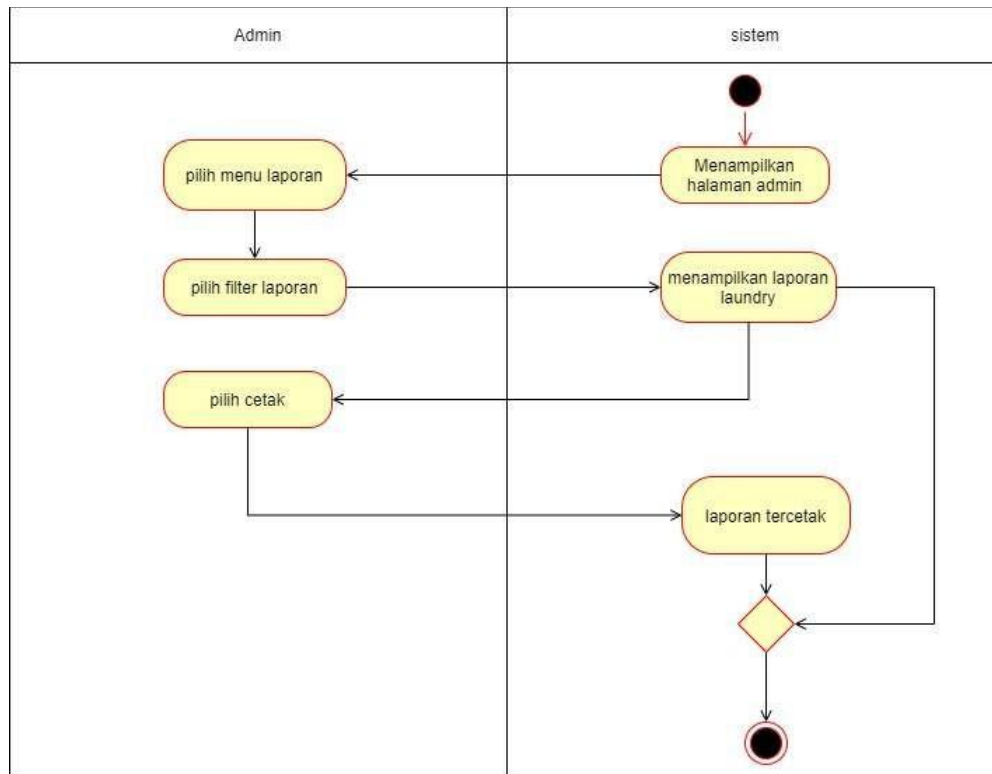 Admin
sistem
Menampilkan
halaman admin
pilih menu laporan
pilih filter laporan
menampilkan laporan
laundry
pilih cetak
laporan tercetak